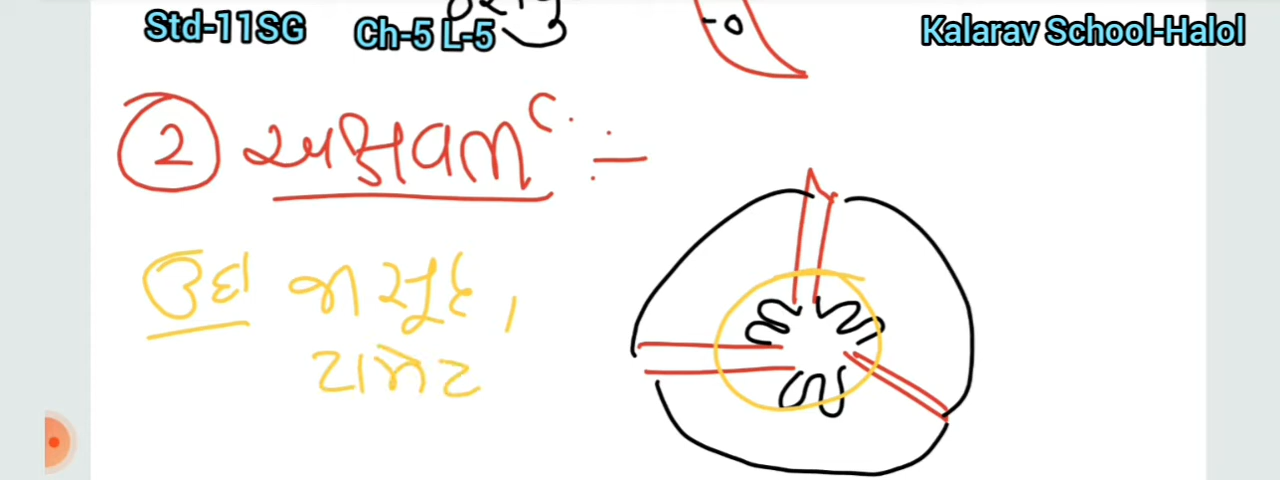 Std-11SG Ch-5 L-5 Kalarav School-Halol
② અક્ષવર્તી :-
ઉદા જાસૂદ,
ટામેટ